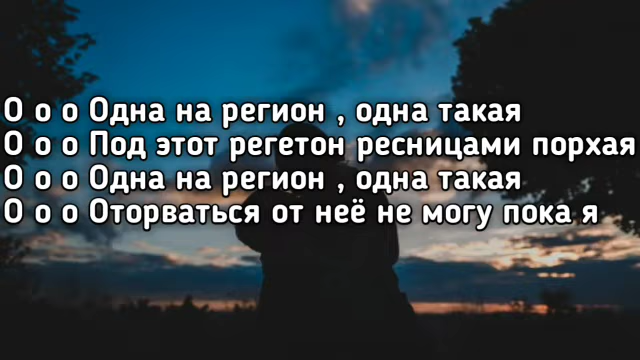 О о о Одна на регион , одна такая
О о о Под этот регетон ресницами порхая
О о о Одна на регион , одна такая
О о о Оторваться от неё не могу пока я